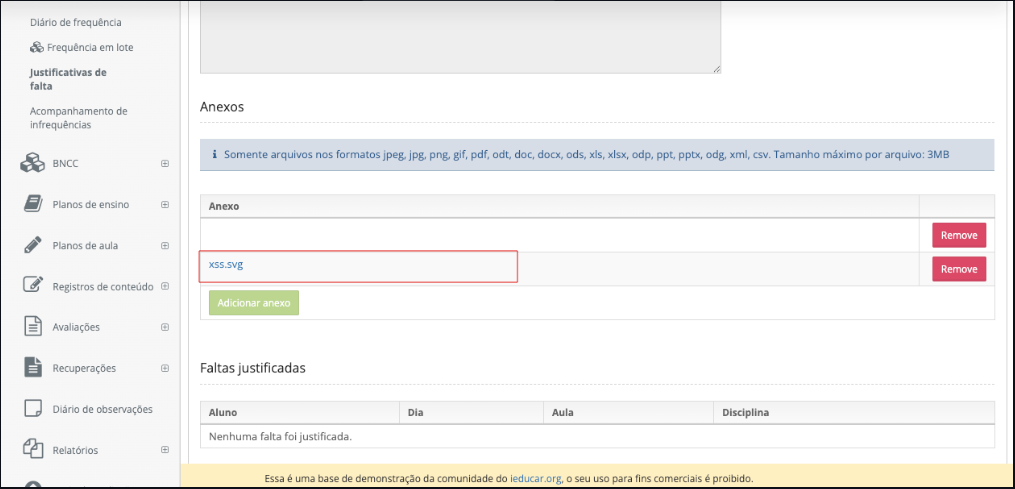 Diário de frequência
Frequência em lote
Justificativas de
falta
Acompanhamento de
infrequências
BNCC
Planos de ensino
Planos de aula
Registros de conteúdo
Avaliações
Recuperações
Diário de observações
Relatórios
Anexos
Somente arquivos nos formatos jpeg, jpg, png, gif, pdf, odt, doc, docx, ods, xls, xlsx, odp, ppt, pptx, odg, xml, csv. Tamanho máximo por arquivo: 3MB
Anexo
Remove
xss.svg
Remove
Adicionar anexo
Faltas justificadas
Aluno Dia Aula Disciplina
Nenhuma falta foi justificada.
Essa é uma base de demonstração da comunidade do ieducar.org, o seu uso para fins comerciais é proibido.